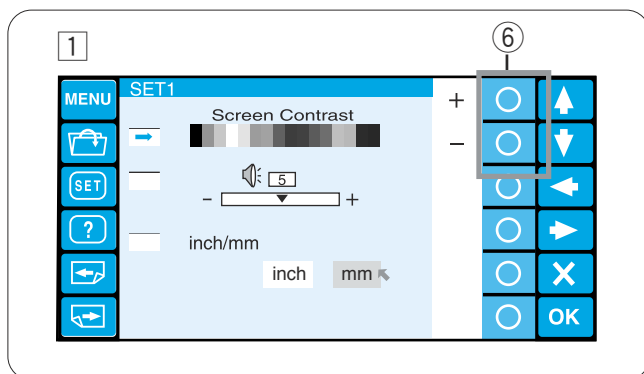 1
6
MENU
SET1
Screen Contrast
+
−
SET
5
- +
?
inch/mm
inch mm
OK